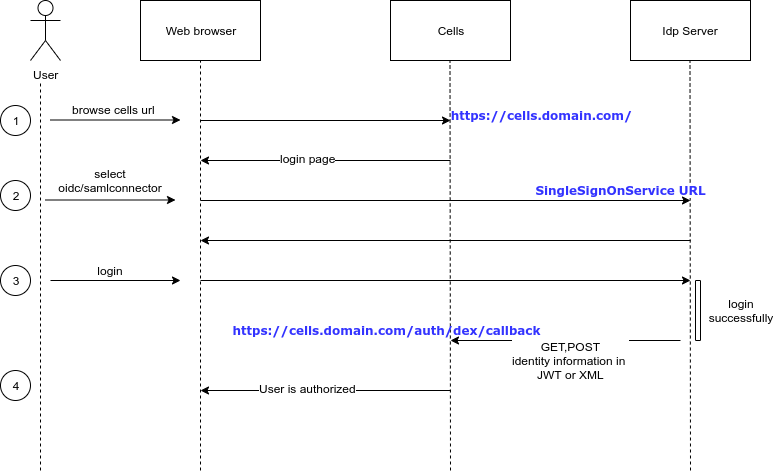 Web browser
Cells
Idp Server
User
1
browse cells url
https://cells.domain.com/
login page
select
oidc/samlconnector
2
SingleSignOnService URL
3
login
login
successfully
https://cells.domain.com/auth/dex/callback
GET,POST
identity information in
JWT or XML
4
User is authorized